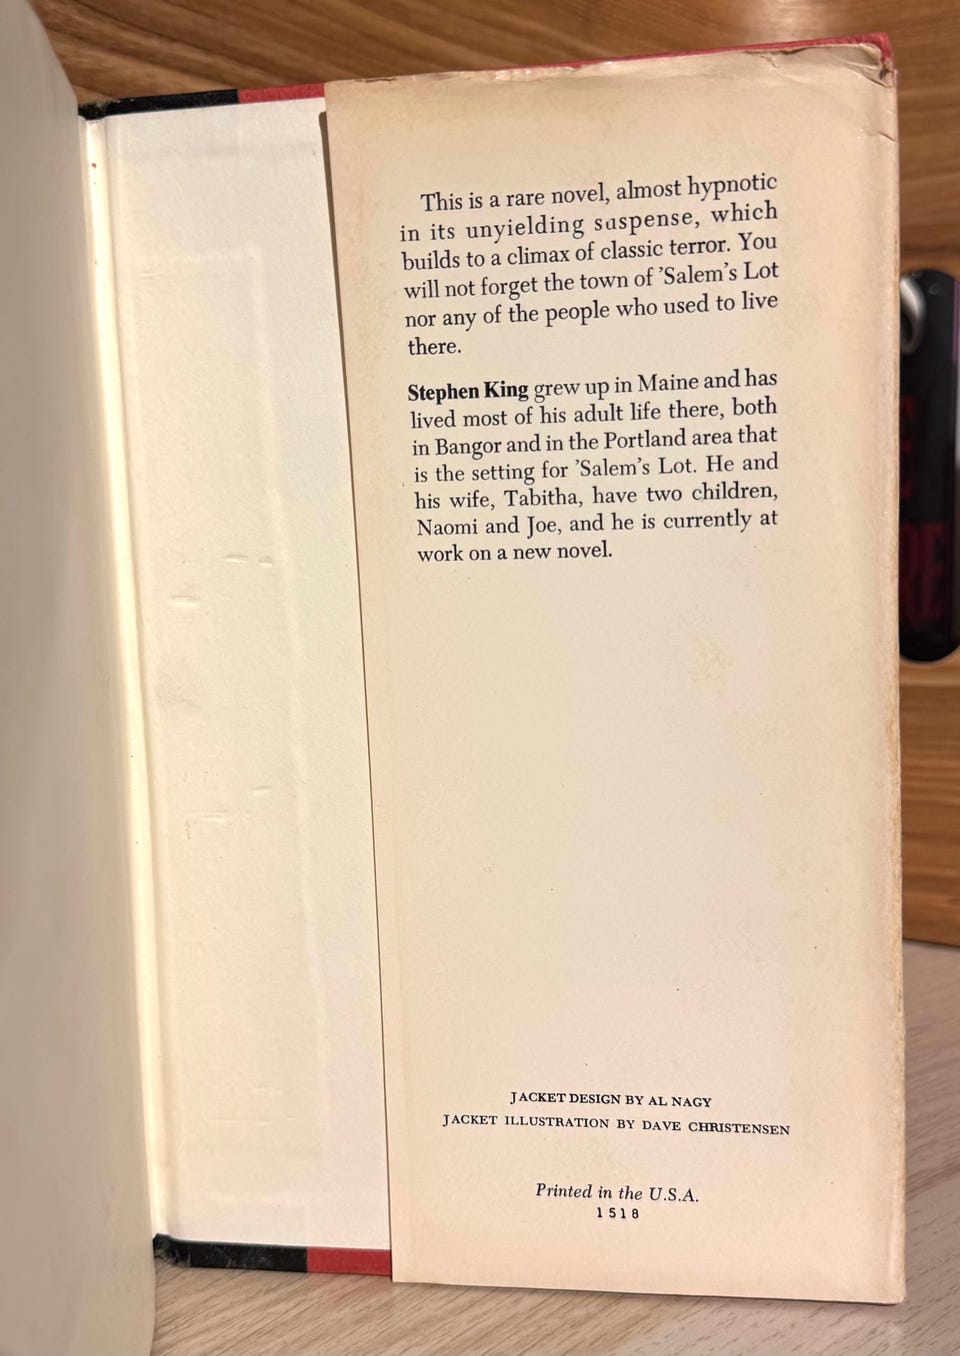 This is a rare novel, almost hypnotic
in its unyielding suspense, which
builds to a climax of classic terror. You
will not forget the town of ’Salem’s Lot
nor any of the people who used to live
there.
Stephen King grew up in Maine and has
lived most of his adult life there, both
in Bangor and in the Portland area that
is the setting for ’Salem’s Lot. He and
his wife, Tabitha, have two children,
Naomi and Joe, and he is currently at
work on a new novel.
JACKET DESIGN BY AL NAGY
JACKET ILLUSTRATION BY DAVE CHRISTENSEN
Printed in the U.S.A.
1518